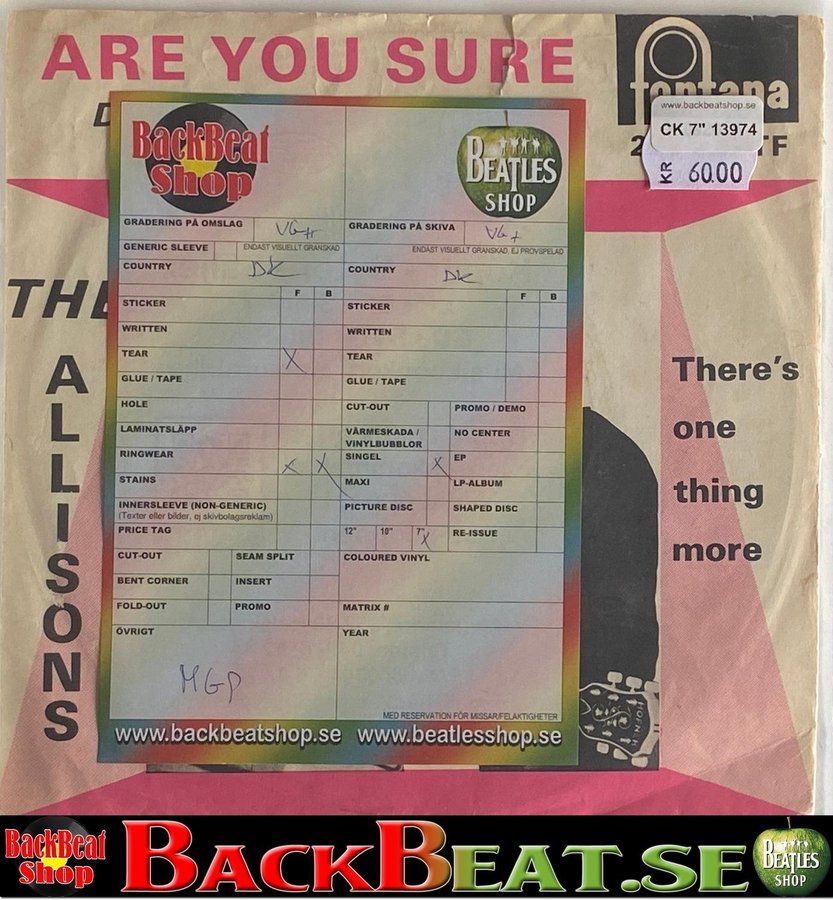 ARE YOU SURE
fontana
www.backbeatshop.se
CK 7" 13974
TF
KR 60.00
BackBeat
Shop
BEATLES
SHOP
GRADERING PÅ OMSLAG VG++
GRADERING PÅ SKIVA VG+
GENERIC SLEEVE
ENDAST VISUELLT GRANSKAD
ENDAST VISUELLT GRANSKAD, EJ PROVSPELAD
COUNTRY DK
COUNTRY DK
F B
F B
STICKER
STICKER
WRITTEN
WRITTEN
TEAR X
TEAR
GLUE / TAPE
GLUE / TAPE
HOLE
CUT-OUT
PROMO / DEMO
LAMINATSLÄPP
VÄRMESKADA /
VINYLBUBBLOR
NO CENTER
RINGWEAR X X
SINGEL X
EP
STAINS
MAXI
LP-ALBUM
INNERSLEEVE (NON-GENERIC)
(Texter eller bilder, ej skivbolagsreklam)
PICTURE DISC
SHAPED DISC
PRICE TAG
12" 10" 7" X
RE-ISSUE
CUT-OUT
SEAM SPLIT
COLOURED VINYL
BENT CORNER
INSERT
FOLD-OUT
PROMO
MATRIX #
ÖVRIGT
YEAR
MGP
MED RESERVATION FÖR MISSAR/FELAKTIGHETER
www.backbeatshop.se www.beatlesshop.se
THE
ALLISONS
There's
one
thing
more
HOFNER
BackBeat
Shop
BACKBEAT.SE
BEATLES
SHOP